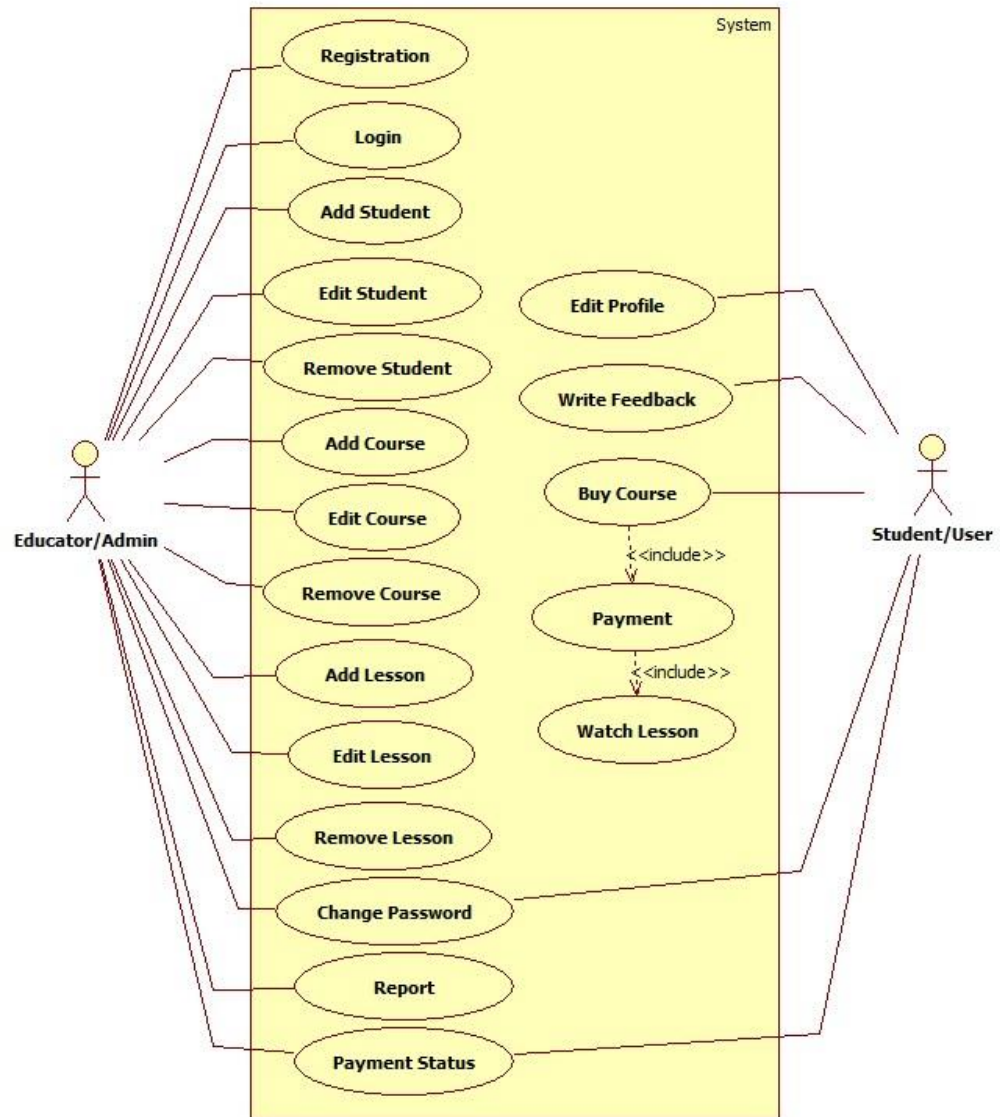 System
Registration
Login
Add Student
Edit Student
Edit Profile
Remove Student
Write Feedback
Add Course
Buy Course
Edit Course
Educator/Admin
Student/User
<<include>>
Remove Course
Payment
Add Lesson
<<include>>
Watch Lesson
Edit Lesson
Remove Lesson
Change Password
Report
Payment Status